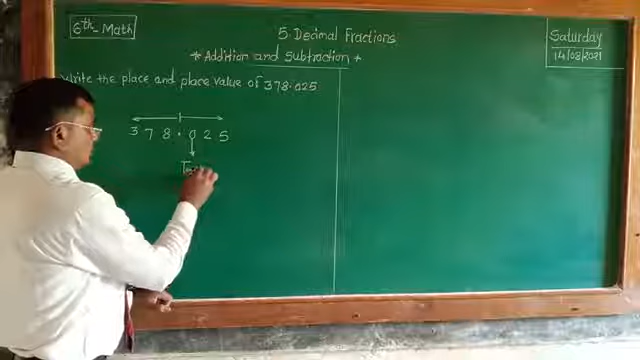 6th - Math
5. Decimal Fractions
Saturday
14/08/2021
* Addition and Subtraction *
Write the place and place value of 378.025
3 7 8 . 0 2 5